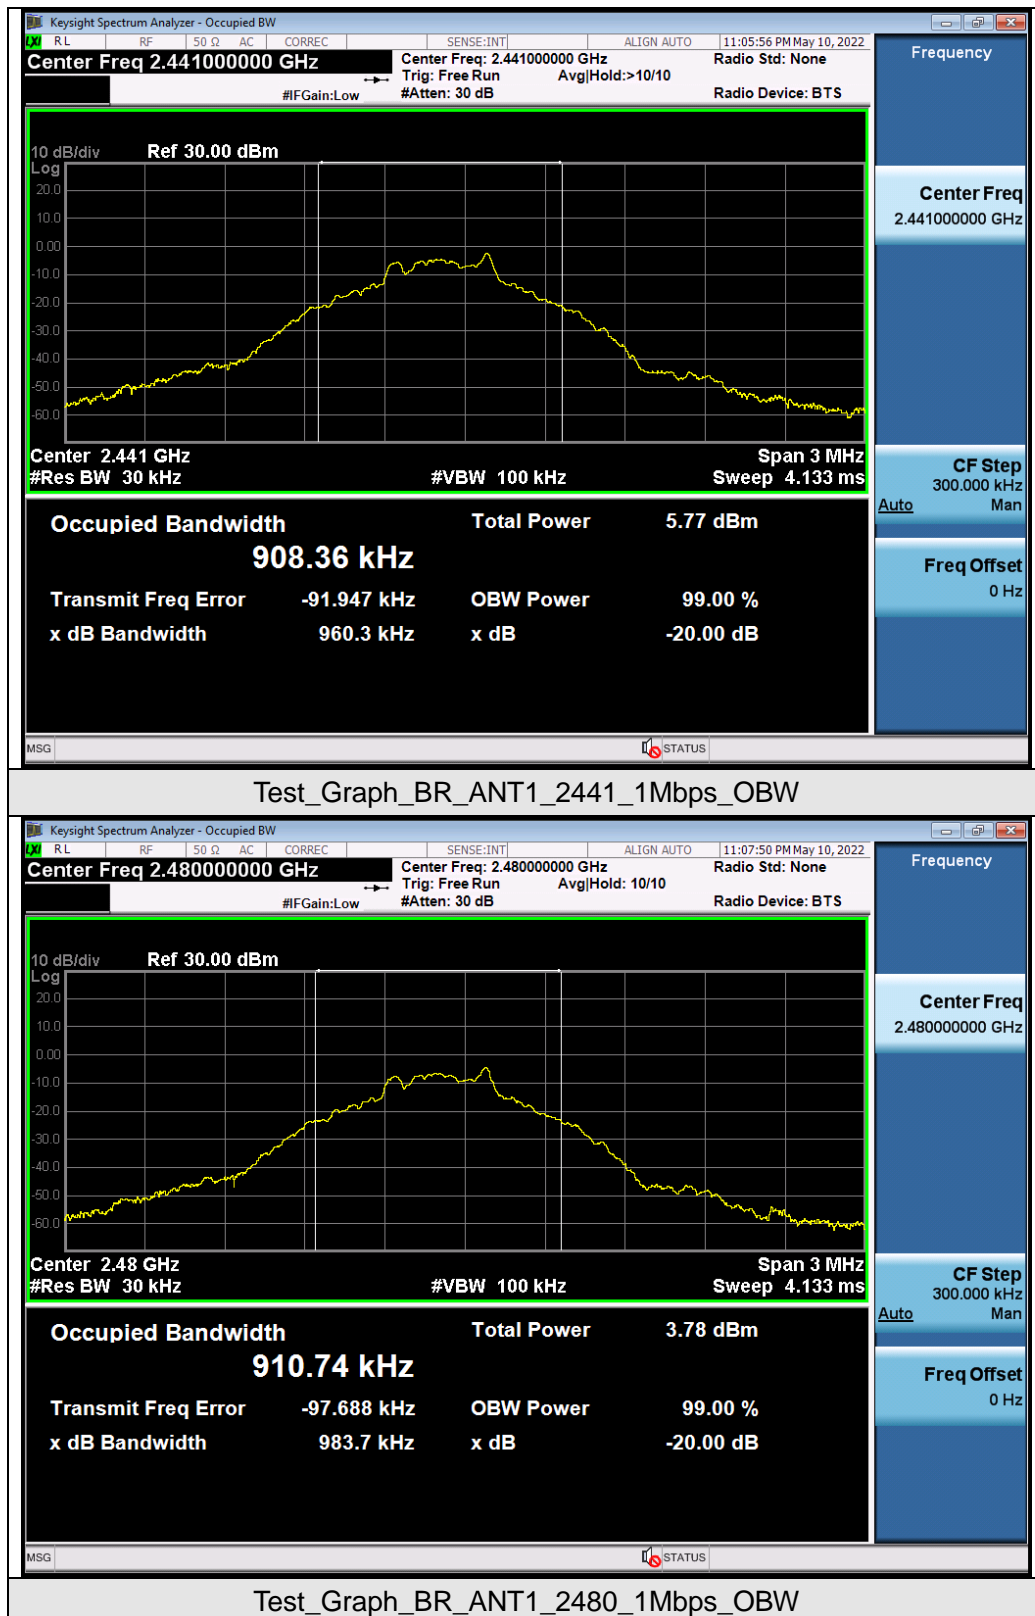 Keysight Spectrum Analyzer - Occupied BW
LXI RL RF 50 Ω AC CORREC SENSE:INT ALIGN AUTO 11:05:56 PM May 10, 2022
Center Freq 2.441000000 GHz
Center Freq: 2.441000000 GHz Radio Std: None
Trig: Free Run Avg|Hold:>10/10
#IFGain:Low #Atten: 30 dB Radio Device: BTS
Frequency
10 dB/div Ref 30.00 dBm
Log
20.0
10.0
0.00
-10.0
-20.0
-30.0
-40.0
-50.0
-60.0
Center 2.441 GHz Span 3 MHz
#Res BW 30 kHz #VBW 100 kHz Sweep 4.133 ms
Center Freq
2.441000000 GHz
CF Step
300.000 kHz
Auto Man
Freq Offset
0 Hz
Occupied Bandwidth Total Power 5.77 dBm
908.36 kHz
Transmit Freq Error -91.947 kHz OBW Power 99.00 %
x dB Bandwidth 960.3 kHz x dB -20.00 dB
MSG STATUS
Test_Graph_BR_ANT1_2441_1Mbps_OBW
Keysight Spectrum Analyzer - Occupied BW
LXI RL RF 50 Ω AC CORREC SENSE:INT ALIGN AUTO 11:07:50 PM May 10, 2022
Center Freq 2.480000000 GHz
Center Freq: 2.480000000 GHz Radio Std: None
Trig: Free Run Avg|Hold: 10/10
#IFGain:Low #Atten: 30 dB Radio Device: BTS
Frequency
10 dB/div Ref 30.00 dBm
Log
20.0
10.0
0.00
-10.0
-20.0
-30.0
-40.0
-50.0
-60.0
Center 2.48 GHz Span 3 MHz
#Res BW 30 kHz #VBW 100 kHz Sweep 4.133 ms
Center Freq
2.480000000 GHz
CF Step
300.000 kHz
Auto Man
Freq Offset
0 Hz
Occupied Bandwidth Total Power 3.78 dBm
910.74 kHz
Transmit Freq Error -97.688 kHz OBW Power 99.00 %
x dB Bandwidth 983.7 kHz x dB -20.00 dB
MSG STATUS
Test_Graph_BR_ANT1_2480_1Mbps_OBW